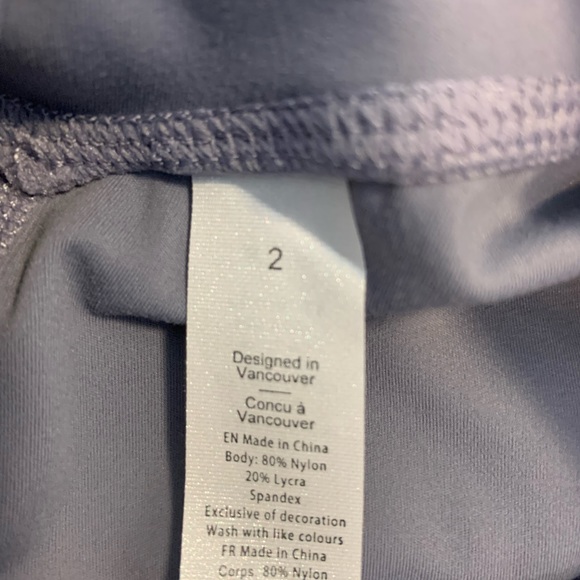 2
Designed in
Vancouver
Concu à
Vancouver
EN Made in China
Body: 80% Nylon
20% Lycra
Spandex
Exclusive of decoration
Wash with like colours
FR Made in China
Corps 80% Nylon